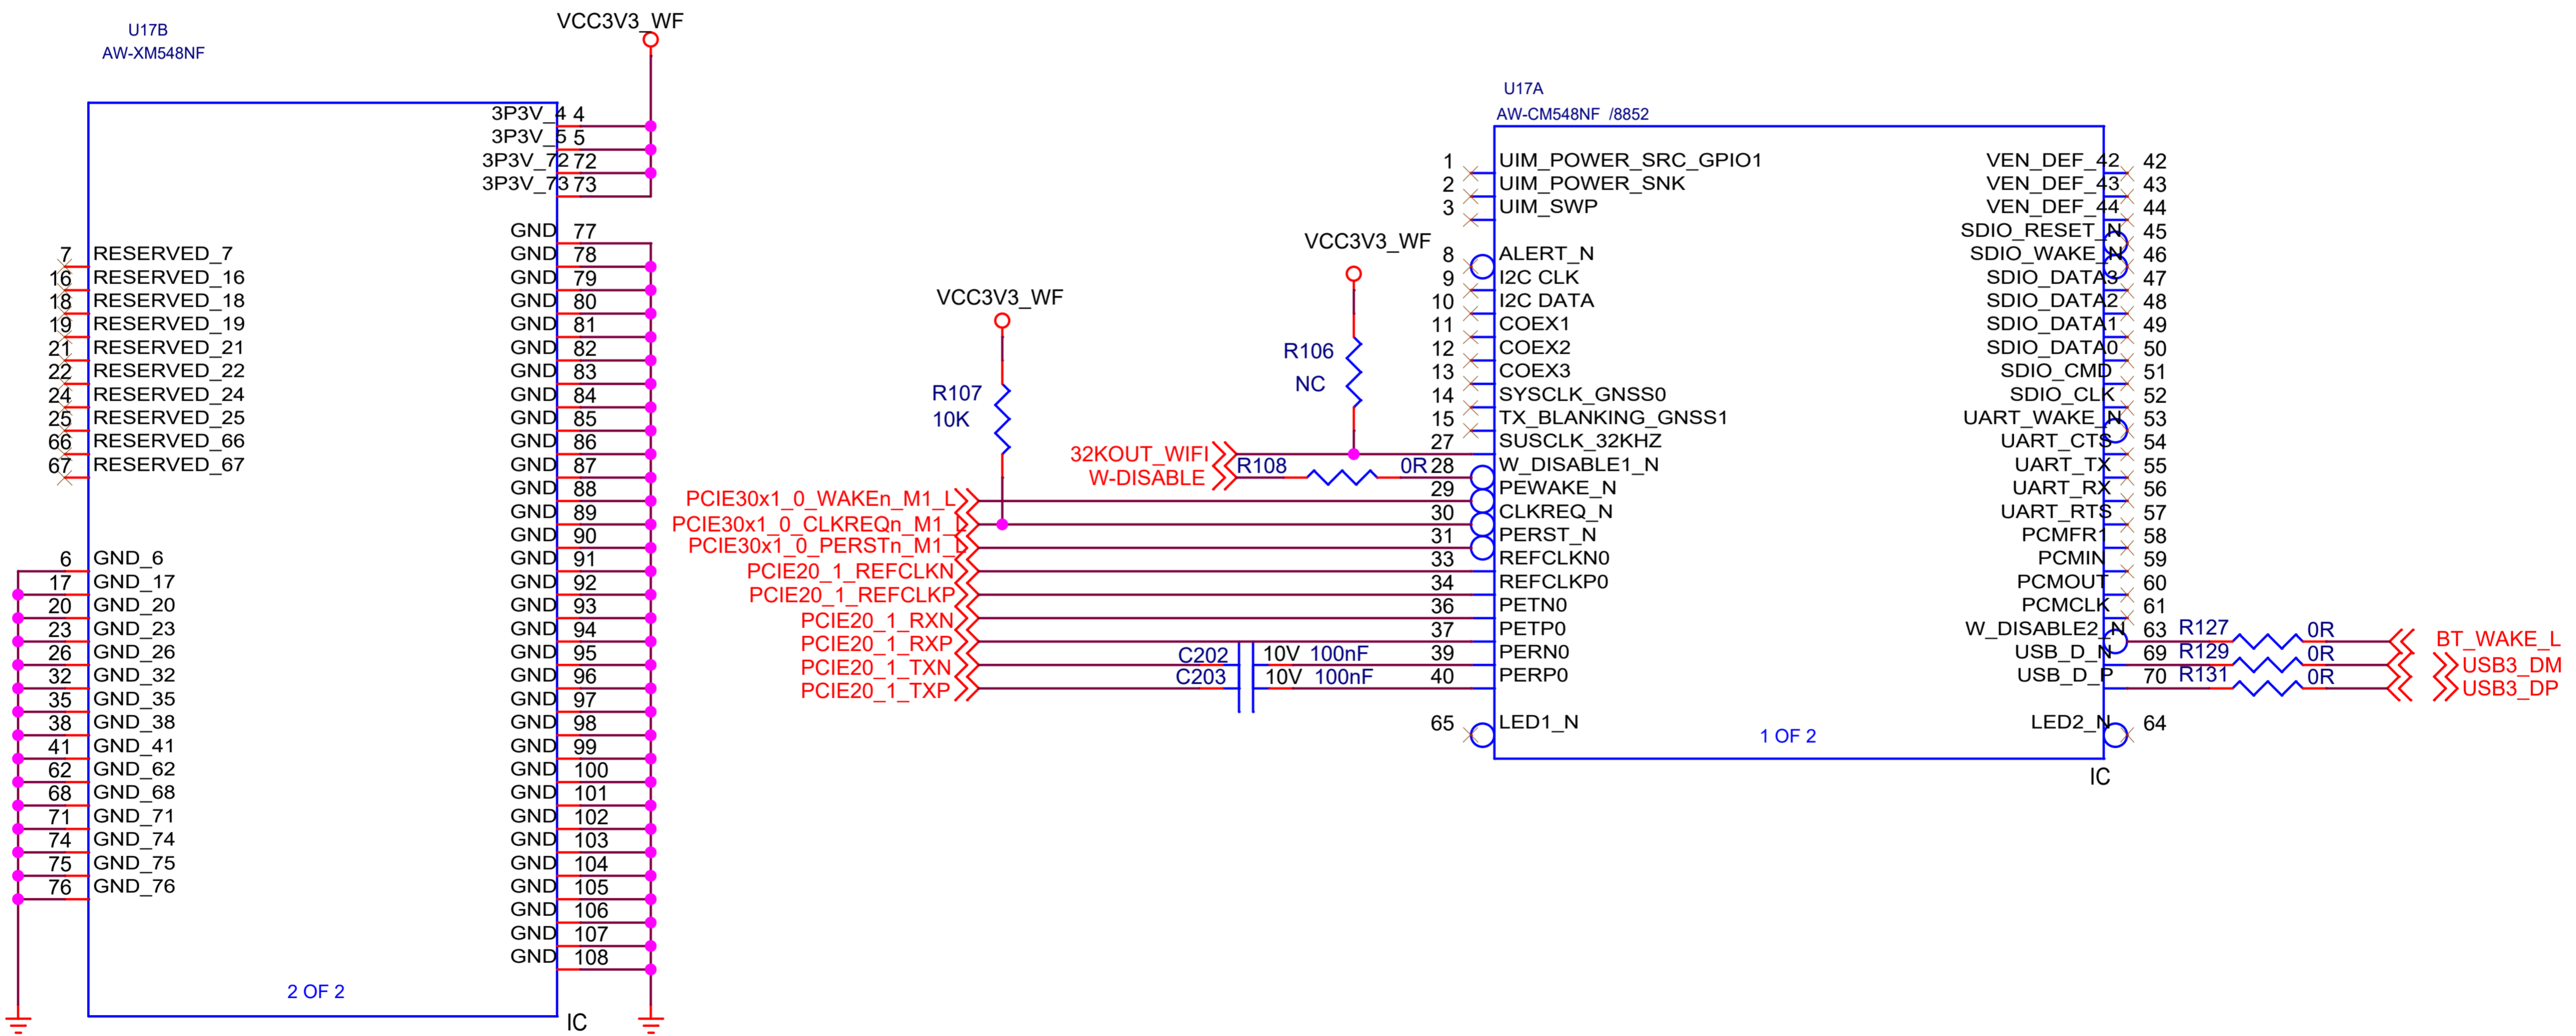 U17B
AW-XM548NF
VCC3V3_WF
3P3V_4 4
3P3V_5 5
3P3V_72 72
3P3V_73 73
7 RESERVED_7
16 RESERVED_16
18 RESERVED_18
19 RESERVED_19
21 RESERVED_21
22 RESERVED_22
24 RESERVED_24
25 RESERVED_25
66 RESERVED_66
67 RESERVED_67
6 GND_6
17 GND_17
20 GND_20
23 GND_23
26 GND_26
32 GND_32
35 GND_35
38 GND_38
41 GND_41
62 GND_62
68 GND_68
71 GND_71
74 GND_74
75 GND_75
76 GND_76
GND 77
GND 78
GND 79
GND 80
GND 81
GND 82
GND 83
GND 84
GND 85
GND 86
GND 87
GND 88
GND 89
GND 90
GND 91
GND 92
GND 93
GND 94
GND 95
GND 96
GND 97
GND 98
GND 99
GND 100
GND 101
GND 102
GND 103
GND 104
GND 105
GND 106
GND 107
GND 108
2 OF 2
IC
VCC3V3_WF
R107
10K
VCC3V3_WF
R106
NC
32KOUT_WIFI
W-DISABLE
R108 0R
PCIE30x1_0_WAKEn_M1_L
PCIE30x1_0_CLKREQn_M1_L
PCIE30x1_0_PERSTn_M1_L
PCIE20_1_REFCLKN
PCIE20_1_REFCLKP
PCIE20_1_RXN
PCIE20_1_RXP
PCIE20_1_TXN
PCIE20_1_TXP
C202 10V 100nF
C203 10V 100nF
U17A
AW-CM548NF /8852
1 UIM_POWER_SRC_GPIO1
2 UIM_POWER_SNK
3 UIM_SWP
8 ALERT_N
9 I2C CLK
10 I2C DATA
11 COEX1
12 COEX2
13 COEX3
14 SYSCLK_GNSS0
15 TX_BLANKING_GNSS1
27 SUSCLK_32KHZ
28 W_DISABLE1_N
29 PEWAKE_N
30 CLKREQ_N
31 PERST_N
33 REFCLKN0
34 REFCLKP0
36 PETN0
37 PETP0
39 PERN0
40 PERP0
65 LED1_N
VEN_DEF_42 42
VEN_DEF_43 43
VEN_DEF_44 44
SDIO_RESET_N 45
SDIO_WAKE_N 46
SDIO_DATA3 47
SDIO_DATA2 48
SDIO_DATA1 49
SDIO_DATA0 50
SDIO_CMD 51
SDIO_CLK 52
UART_WAKE_N 53
UART_CTS 54
UART_TX 55
UART_RX 56
UART_RTS 57
PCMFR1 58
PCMIN 59
PCMOUT 60
PCMCLK 61
W_DISABLE2_N 63 R127 0R BT_WAKE_L
USB_D_N 69 R129 0R USB3_DM
USB_D_P 70 R131 0R USB3_DP
LED2_N 64
1 OF 2
IC